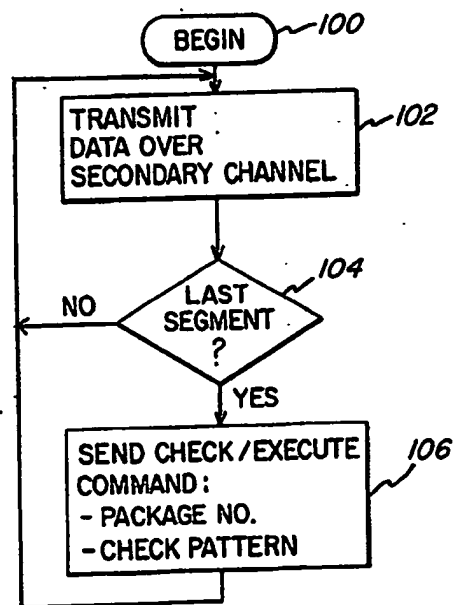 BEGIN
100
TRANSMIT
DATA OVER
SECONDARY CHANNEL
102
104
LAST
SEGMENT
?
NO
YES
SEND CHECK/EXECUTE
COMMAND:
- PACKAGE NO.
- CHECK PATTERN
106